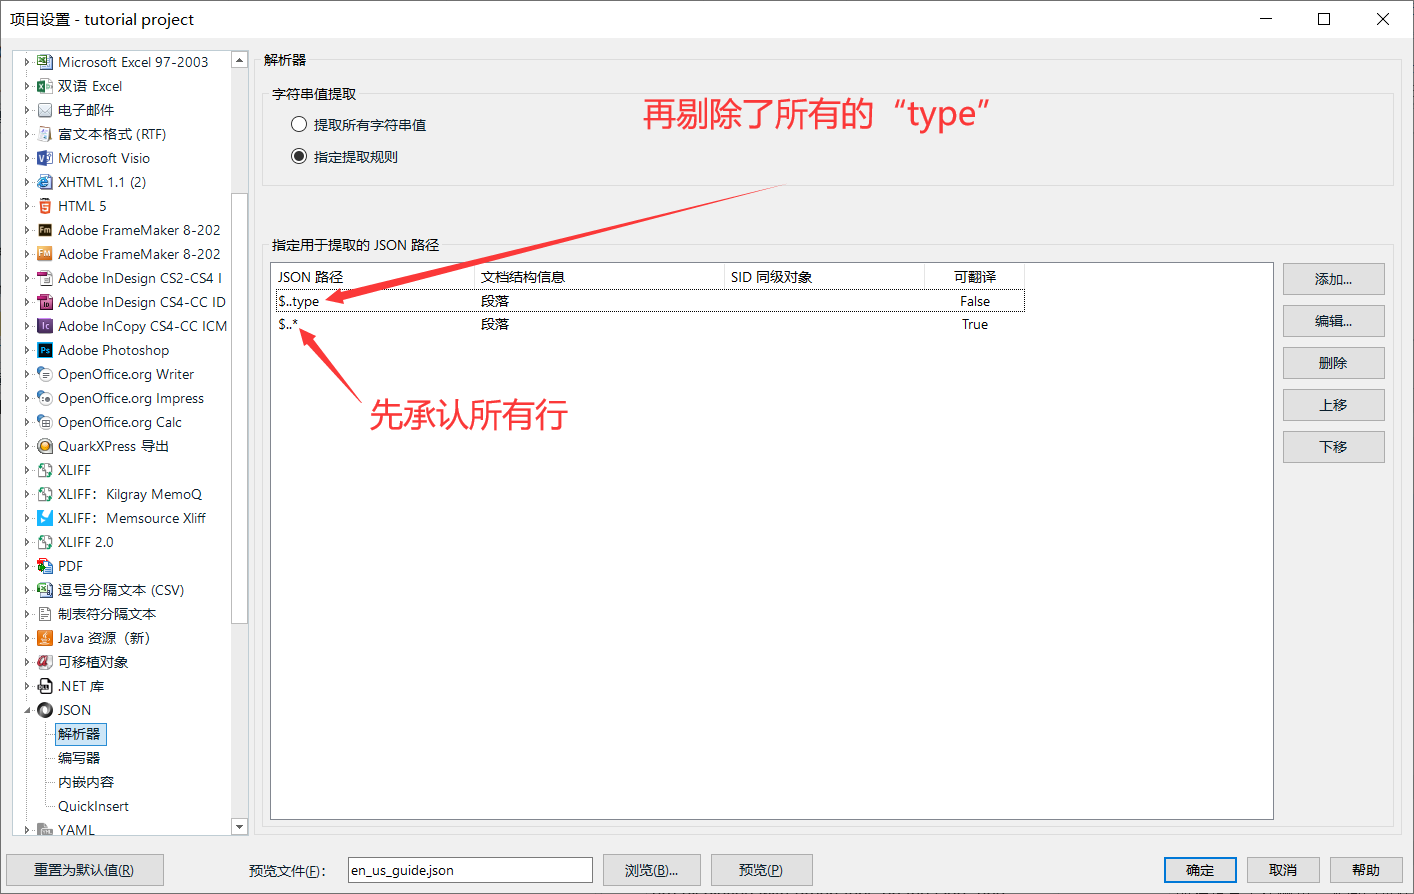 项目设置 - tutorial project
Microsoft Excel 97-2003
双语 Excel
电子邮件
富文本格式 (RTF)
Microsoft Visio
XHTML 1.1 (2)
HTML 5
Adobe FrameMaker 8-202
Adobe FrameMaker 8-202
Adobe InDesign CS2-CS4 I
Adobe InDesign CS4-CC ID
Adobe InCopy CS4-CC ICM
Adobe Photoshop
OpenOffice.org Writer
OpenOffice.org Impress
OpenOffice.org Calc
QuarkXPress 导出
XLIFF
XLIFF： Kilgray MemoQ
XLIFF： Memsource Xliff
XLIFF 2.0
PDF
逗号分隔文本 (CSV)
制表符分隔文本
Java 资源（新）
可移植对象
.NET 库
JSON
解析器
编写器
内嵌内容
QuickInsert
YAML
解析器
字符串值提取
提取所有字符串值
指定提取规则
再剔除了所有的“type”
指定用于提取的 JSON 路径
JSON 路径 文档结构信息 SID 同级对象 可翻译
$..type 段落 False
$..* 段落 True
先承认所有行
添加...
编辑...
删除
上移
下移
重置为默认值(R) 预览文件(F)： en_us_guide.json 浏览(B)... 预览(P) 确定 取消 帮助